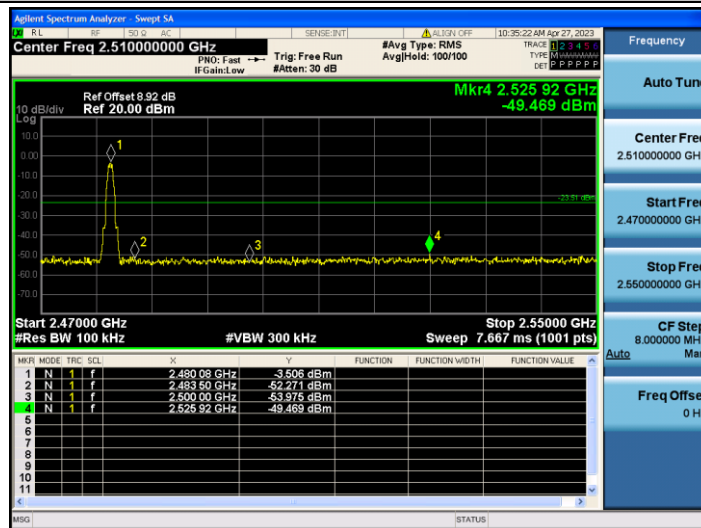 Agilent Spectrum Analyzer - Swept SA
RL RF 50 Ω AC SENSE:INT ALIGN OFF 10:35:22 AM Apr 27, 2023
Center Freq 2.510000000 GHz
PNO: Fast
IFGain:Low
Trig: Free Run
#Atten: 30 dB
#Avg Type: RMS
Avg|Hold: 100/100
TRACE 1 2 3 4 5 6
TYPE M
DET P P P P P P
Frequency
Auto Tune
Center Freq
2.510000000 GH
Start Freq
2.470000000 GH
Stop Freq
2.550000000 GH
CF Step
8.000000 MH
Auto Man
Freq Offse
0 H
Mkr4 2.525 92 GHz
-49.469 dBm
Ref Offset 8.92 dB
10 dB/div Ref 20.00 dBm
Log
10.0
0.00
-10.0
-20.0
-30.0
-40.0
-50.0
-60.0
-70.0
1
2
3
4
-23.51 dBm
Start 2.47000 GHz Stop 2.55000 GHz
#Res BW 100 kHz #VBW 300 kHz Sweep 7.667 ms (1001 pts)
MKR MODE TRC SCL X Y FUNCTION FUNCTION WIDTH FUNCTION VALUE
1 N 1 f 2.480 08 GHz -3.506 dBm
2 N 1 f 2.483 50 GHz -52.271 dBm
3 N 1 f 2.500 00 GHz -53.975 dBm
4 N 1 f 2.525 92 GHz -49.469 dBm
5
6
7
8
9
10
11
MSG STATUS